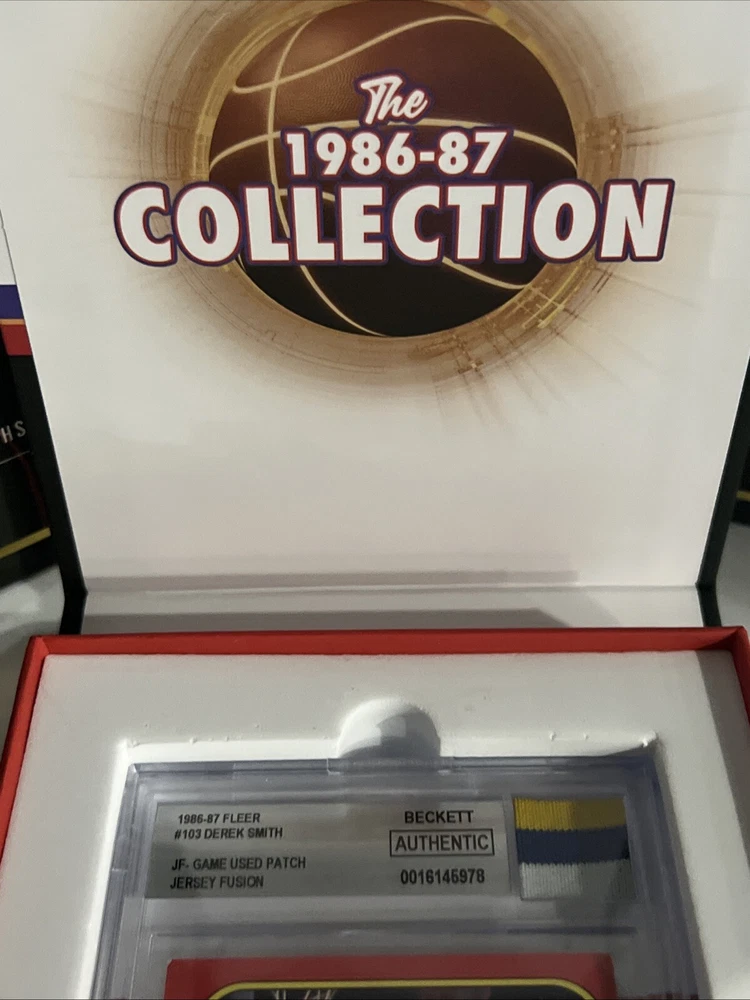 The
1986-87
COLLECTION
HS
1986-87 FLEER
#103 DEREK SMITH
JF- GAME USED PATCH
JERSEY FUSION
BECKETT
AUTHENTIC
0016145978